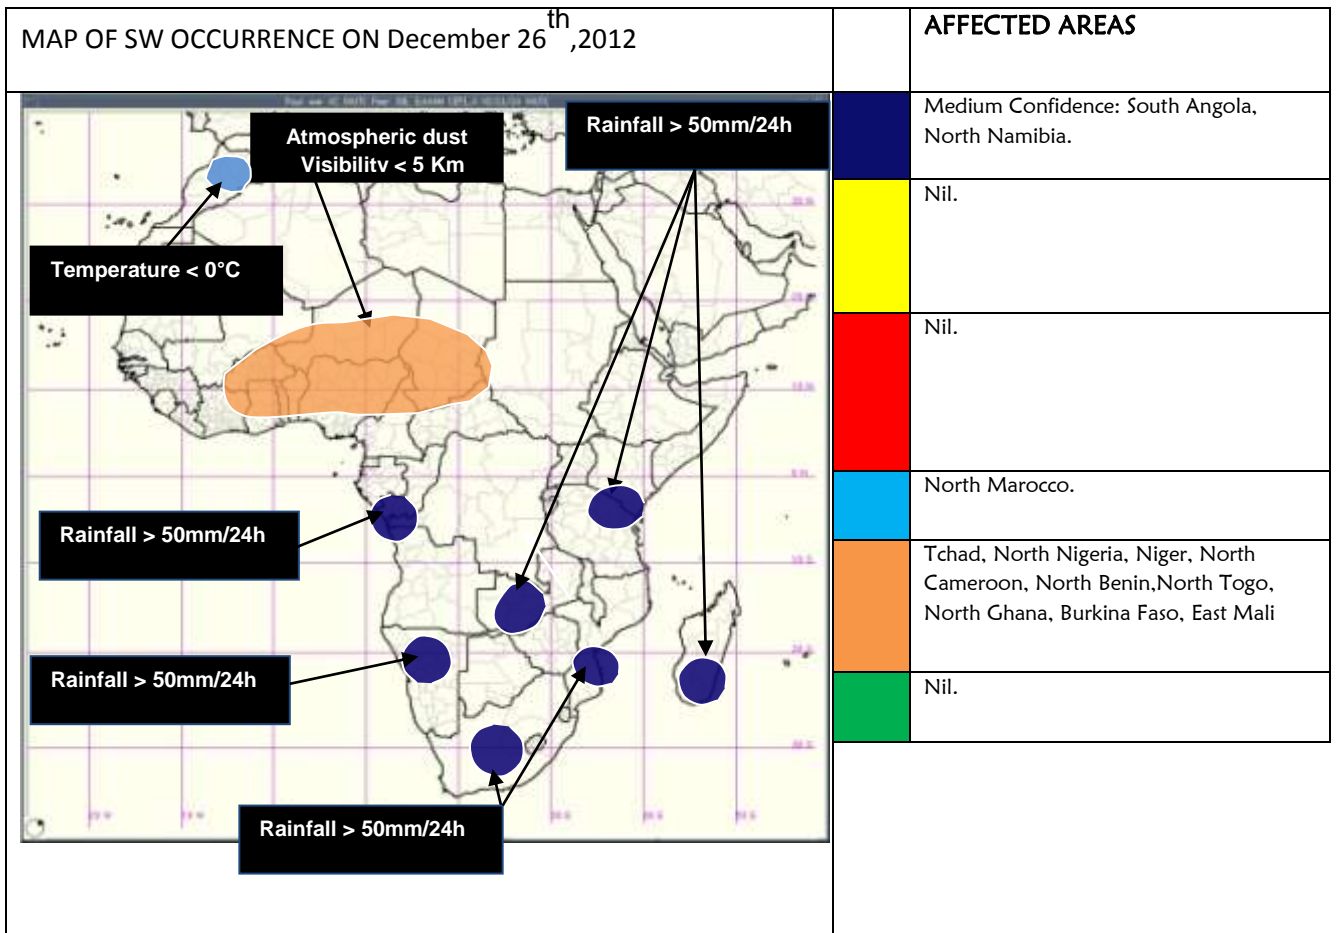 MAP OF SW OCCURRENCE ON December 26th,2012
AFFECTED AREAS
Atmospheric dust
Visibility < 5 Km
Rainfall > 50mm/24h
Temperature < 0°C
Rainfall > 50mm/24h
Rainfall > 50mm/24h
Rainfall > 50mm/24h
Medium Confidence: South Angola,
North Namibia.
Nil.
Nil.
North Marocco.
Tchad, North Nigeria, Niger, North
Cameroon, North Benin,North Togo,
North Ghana, Burkina Faso, East Mali
Nil.